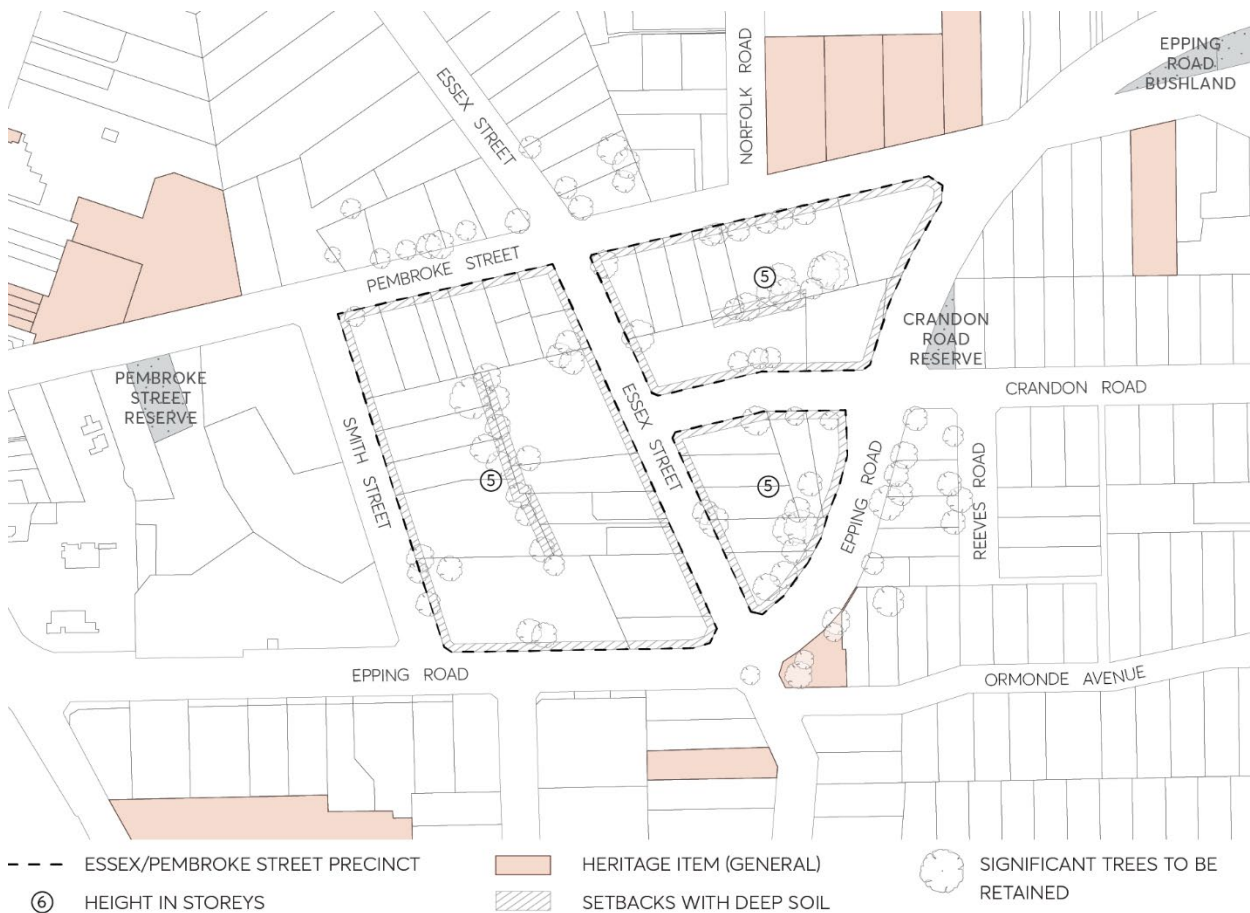 EPPING
ROAD
BUSHLAND
NORFOLK ROAD
ESSEX STREET
PEMBROKE STREET
5
CRANDON
ROAD
RESERVE
PEMBROKE
STREET
RESERVE
CRANDON ROAD
ESSEX STREET
SMITH STREET
5
5
EPPING ROAD
REEVES ROAD
EPPING ROAD
ORMONDE AVENUE
ESSEX/PEMBROKE STREET PRECINCT
HERITAGE ITEM (GENERAL)
SIGNIFICANT TREES TO BE
RETAINED
6 HEIGHT IN STOREYS
SETBACKS WITH DEEP SOIL